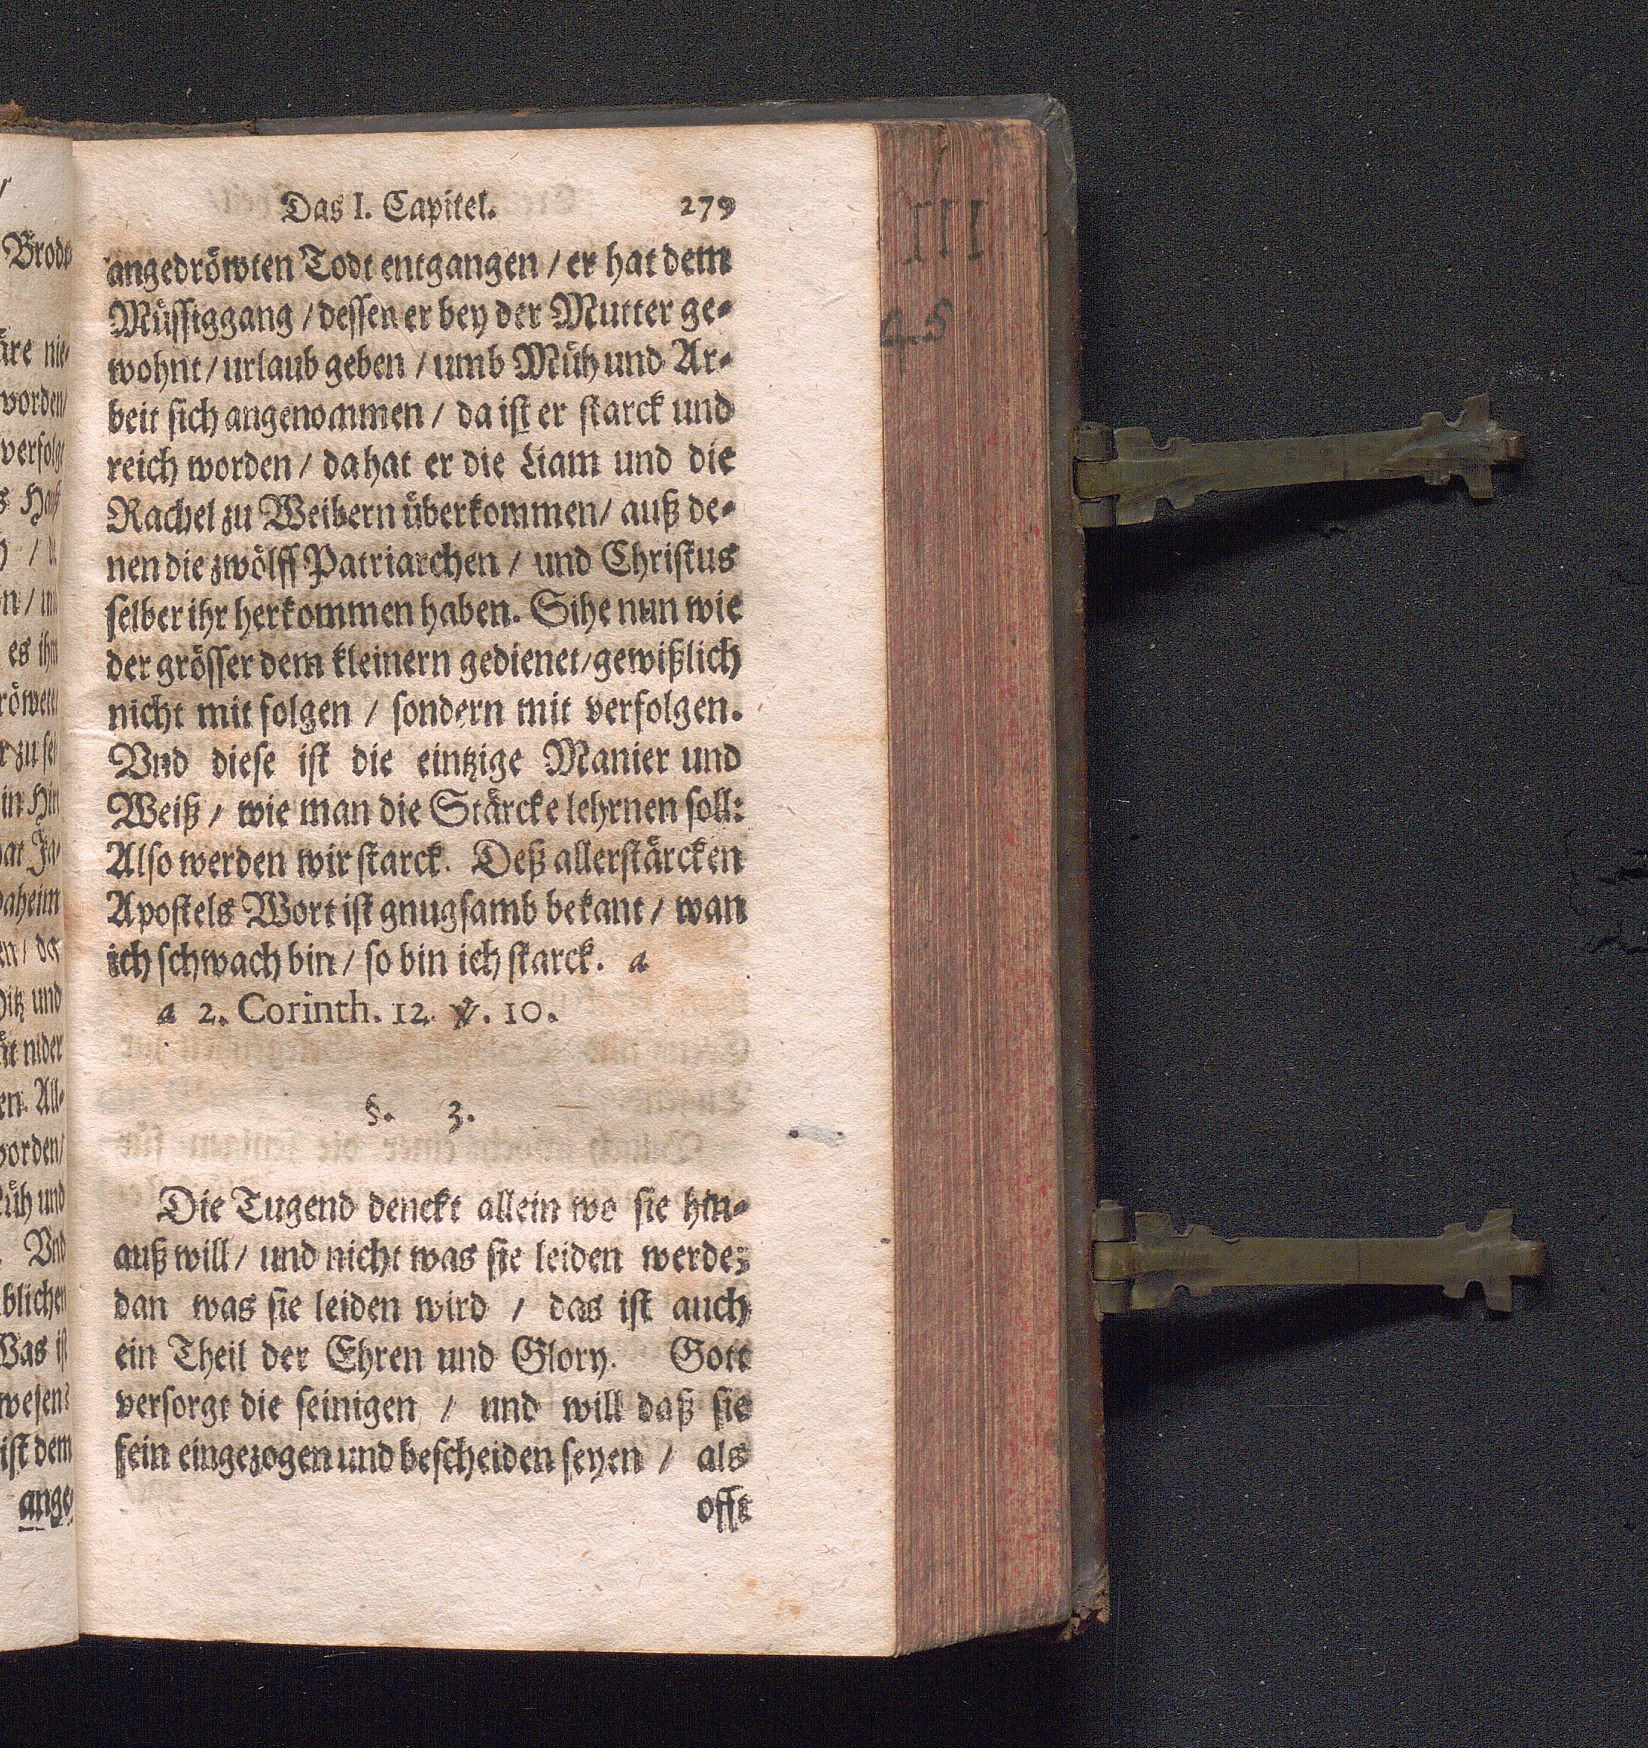 Das I. Capitel. 279
angedröwten Todt entgangen / er hat dem
Müssiggang / dessen er bey der Mutter ge-
wohnt / urlaub geben / umb Müh und Ar-
beit sich angenommen / da ist er starck und
reich worden / da hat er die Liam und die
Rachel zu Weibern überkommen / auß de-
nen die zwölff Patriarchen / und Christus
selber ihr herkommen haben. Sihe nun wie
der grösser dem kleinern gedienet / gewißlich
nicht mit folgen / sondern mit verfolgen.
Vnd diese ist die eintzige Manier und
Weiß / wie man die Stärcke lehrnen soll:
Also werden wir starck. Deß allerstärcken
Apostels Wort ist gnugsamb bekant / wan
ich schwach bin / so bin ich starck. a
a 2. Corinth. 12. ℣. 10.
§. 3.
Die Tugend denckt allein wo sie hin-
auß will / und nicht was sie leiden werde:
dan was sie leiden wird / das ist auch
ein Theil der Ehren und Glory. Gott
versorgt die seinigen / und will daß sie
fein eingezogen und bescheiden seyen / als
offt
III